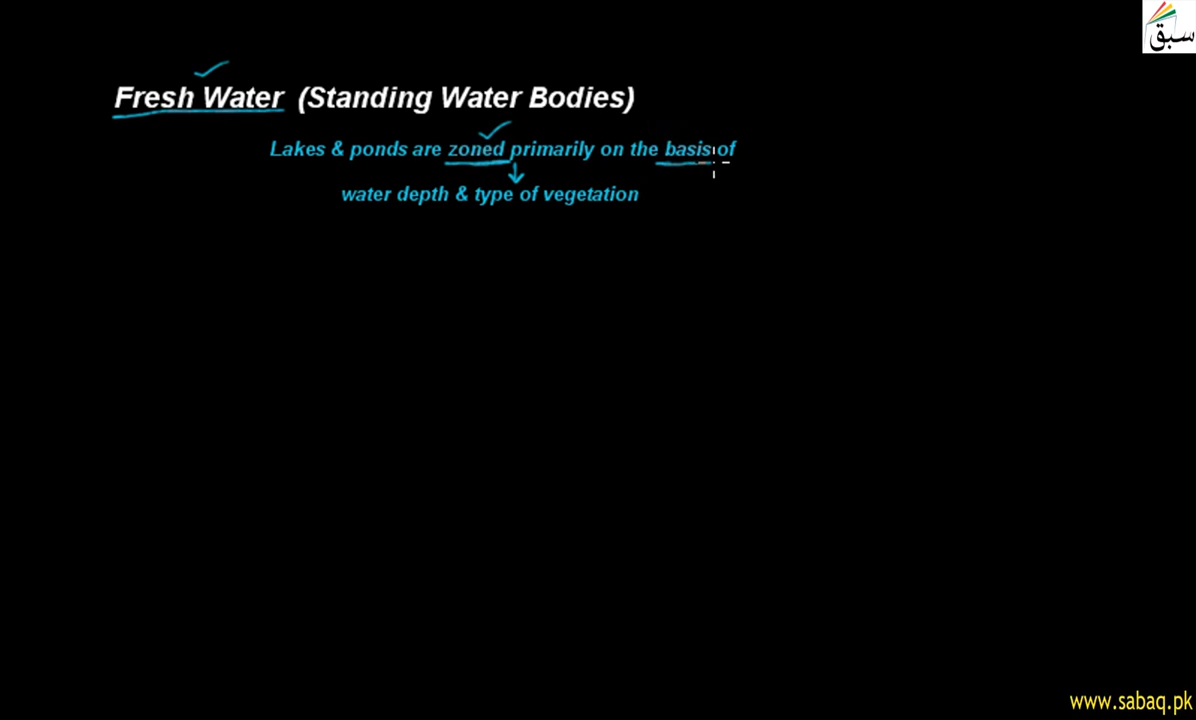 سبق
Fresh Water (Standing Water Bodies)
Lakes & ponds are zoned primarily on the basis of
water depth & type of vegetation
www.sabaq.pk